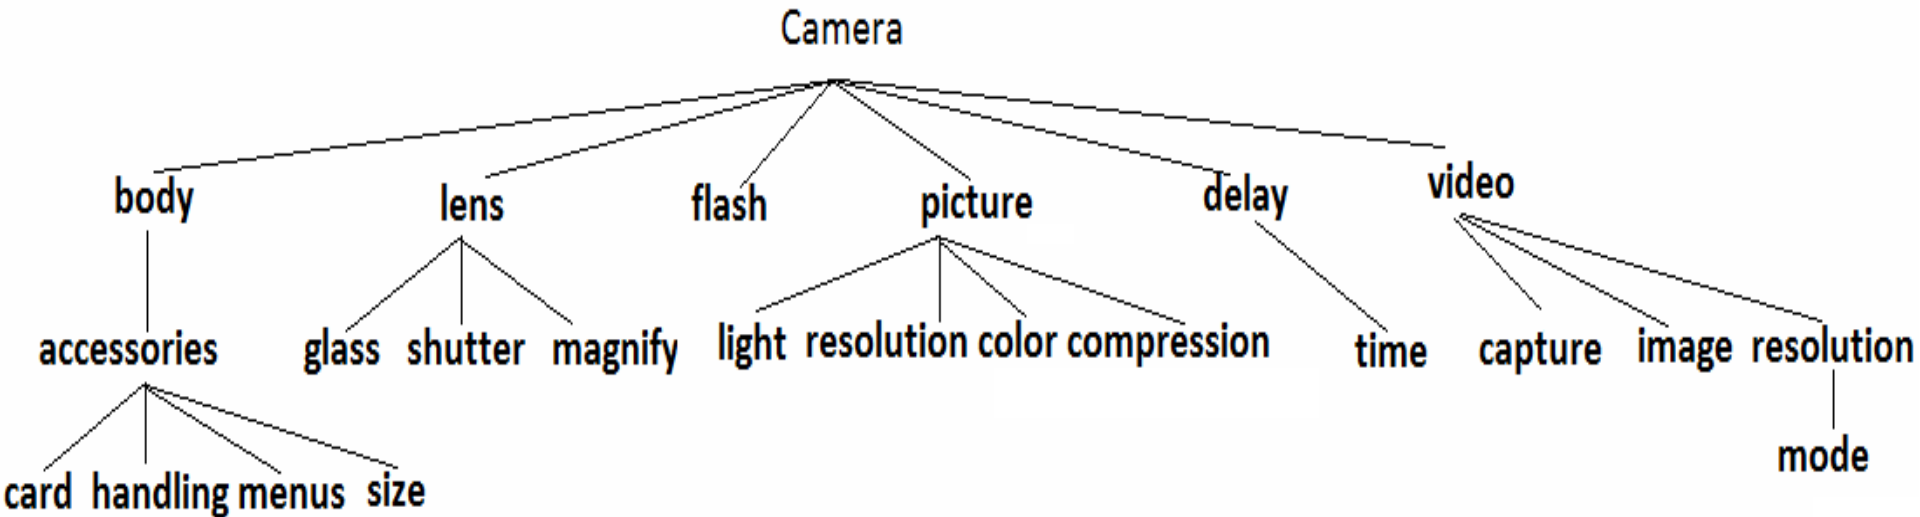 Camera
body lens flash picture delay video
accessories glass shutter magnify light resolution color compression time capture image resolution
card handling menus size mode